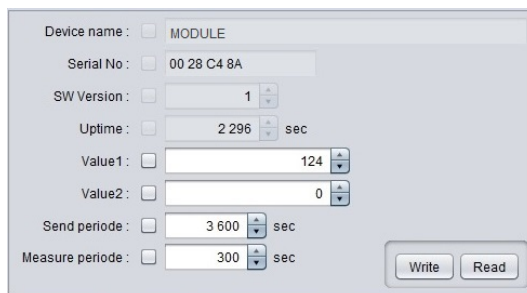 Device name : MODULE
Serial No : 00 28 C4 8A
SW Version : 1
Uptime : 2 296 sec
Value1 : 124
Value2 : 0
Send periode : 3 600 sec
Measure periode : 300 sec
Write Read